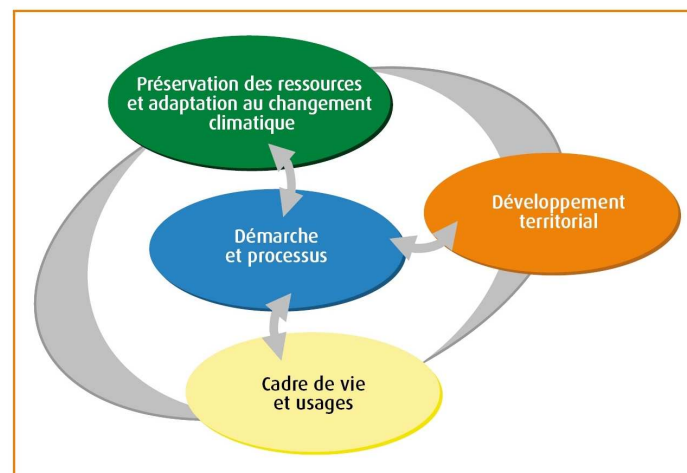 Préservation des ressources
et adaptation au changement
climatique
Développement
territorial
Démarche
et processus
Cadre de vie
et usages